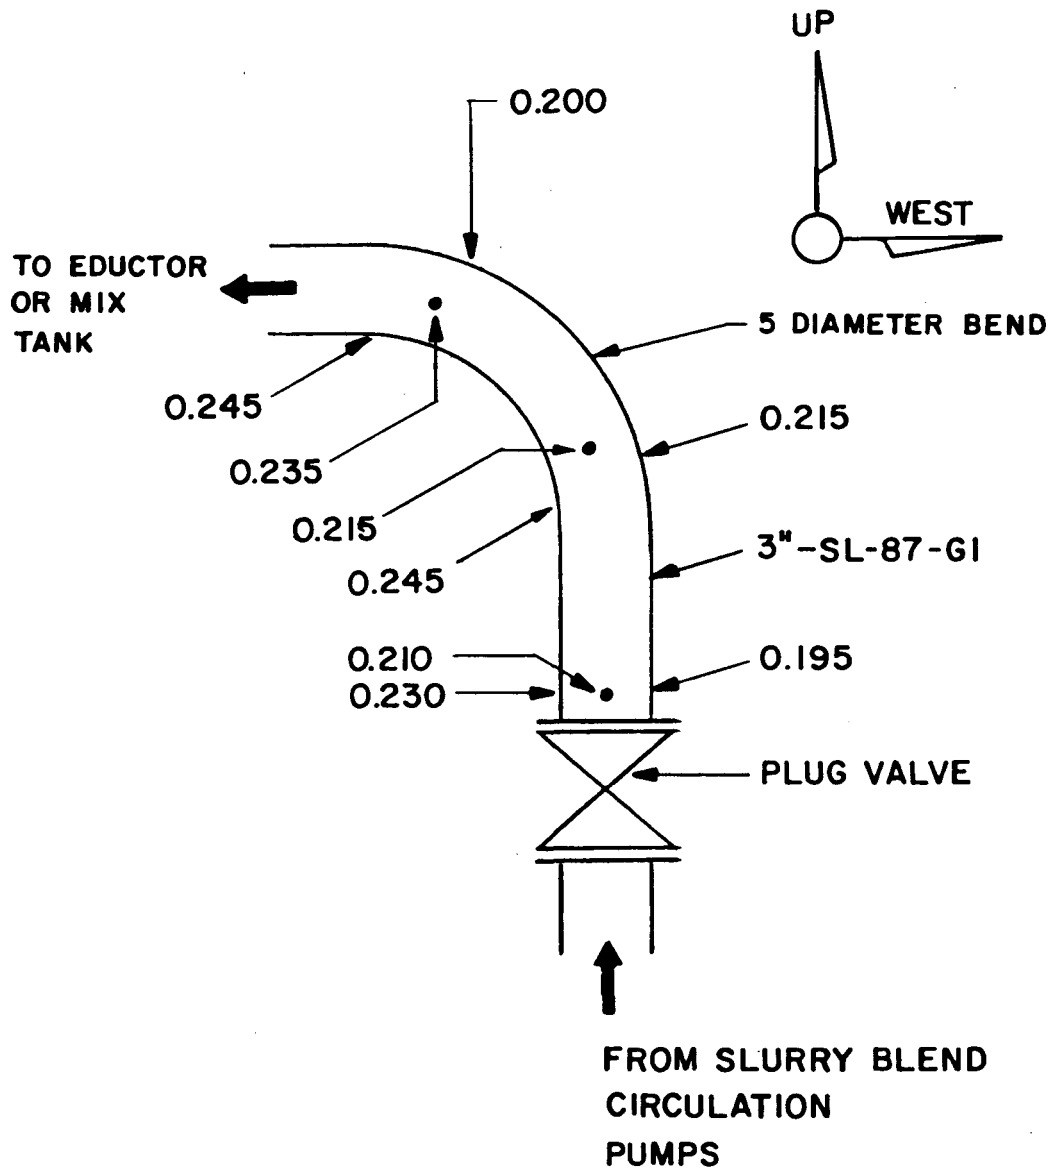 UP
0.200
WEST
TO EDUCTOR
OR MIX
TANK
5 DIAMETER BEND
0.245
0.215
0.235
0.215
3"-SL-87-G1
0.245
0.210
0.195
0.230
PLUG VALVE
FROM SLURRY BLEND
CIRCULATION
PUMPS